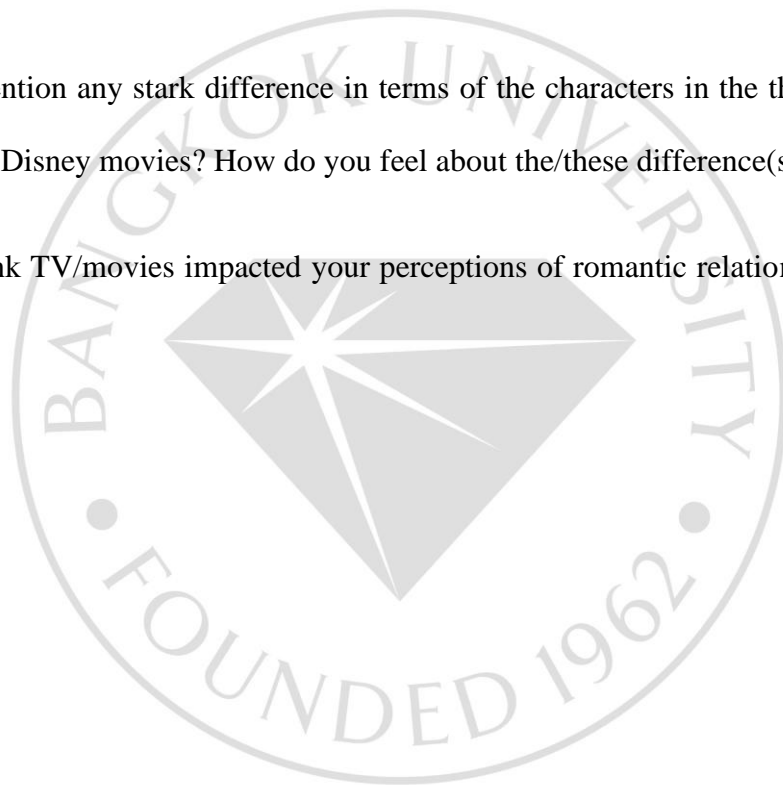 ention any stark difference in terms of the characters in the th
Disney movies? How do you feel about the/these difference(s
nk TV/movies impacted your perceptions of romantic relation
BANGKOK UNIVERSITY
• FOUNDED 1962 •